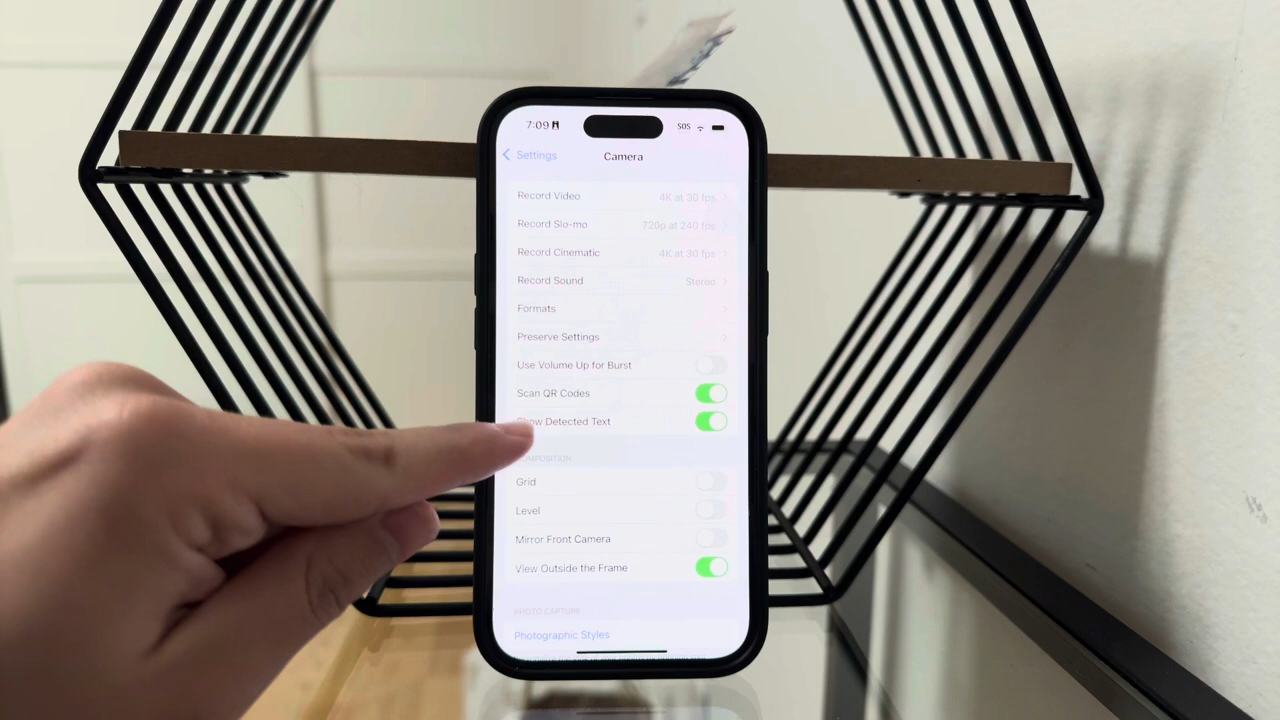 7:09 SOS
Settings Camera
Record Video 4K at 30 fps
Record Slo-mo 720p at 240 fps
Record Cinematic 4K at 30 fps
Record Sound Stereo
Formats
Preserve Settings
Use Volume Up for Burst
Scan QR Codes
Detected Text
Grid
Level
Mirror Front Camera
View Outside the Frame
PHOTO CAPTURE
Photographic Styles